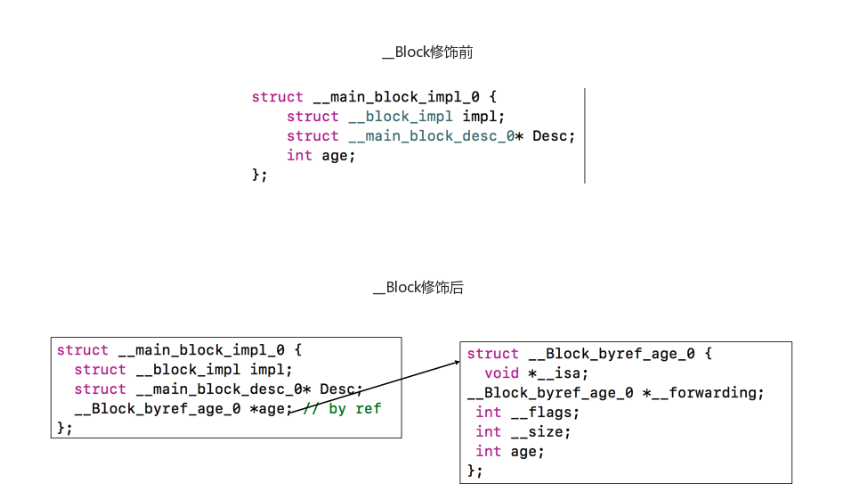 __Block修饰前
struct __main_block_impl_0 {
struct __block_impl impl;
struct __main_block_desc_0* Desc;
int age;
};
__Block修饰后
struct __main_block_impl_0 {
struct __block_impl impl;
struct __main_block_desc_0* Desc;
__Block_byref_age_0 *age; // by ref
};
struct __Block_byref_age_0 {
void *__isa;
__Block_byref_age_0 *__forwarding;
int __flags;
int __size;
int age;
};